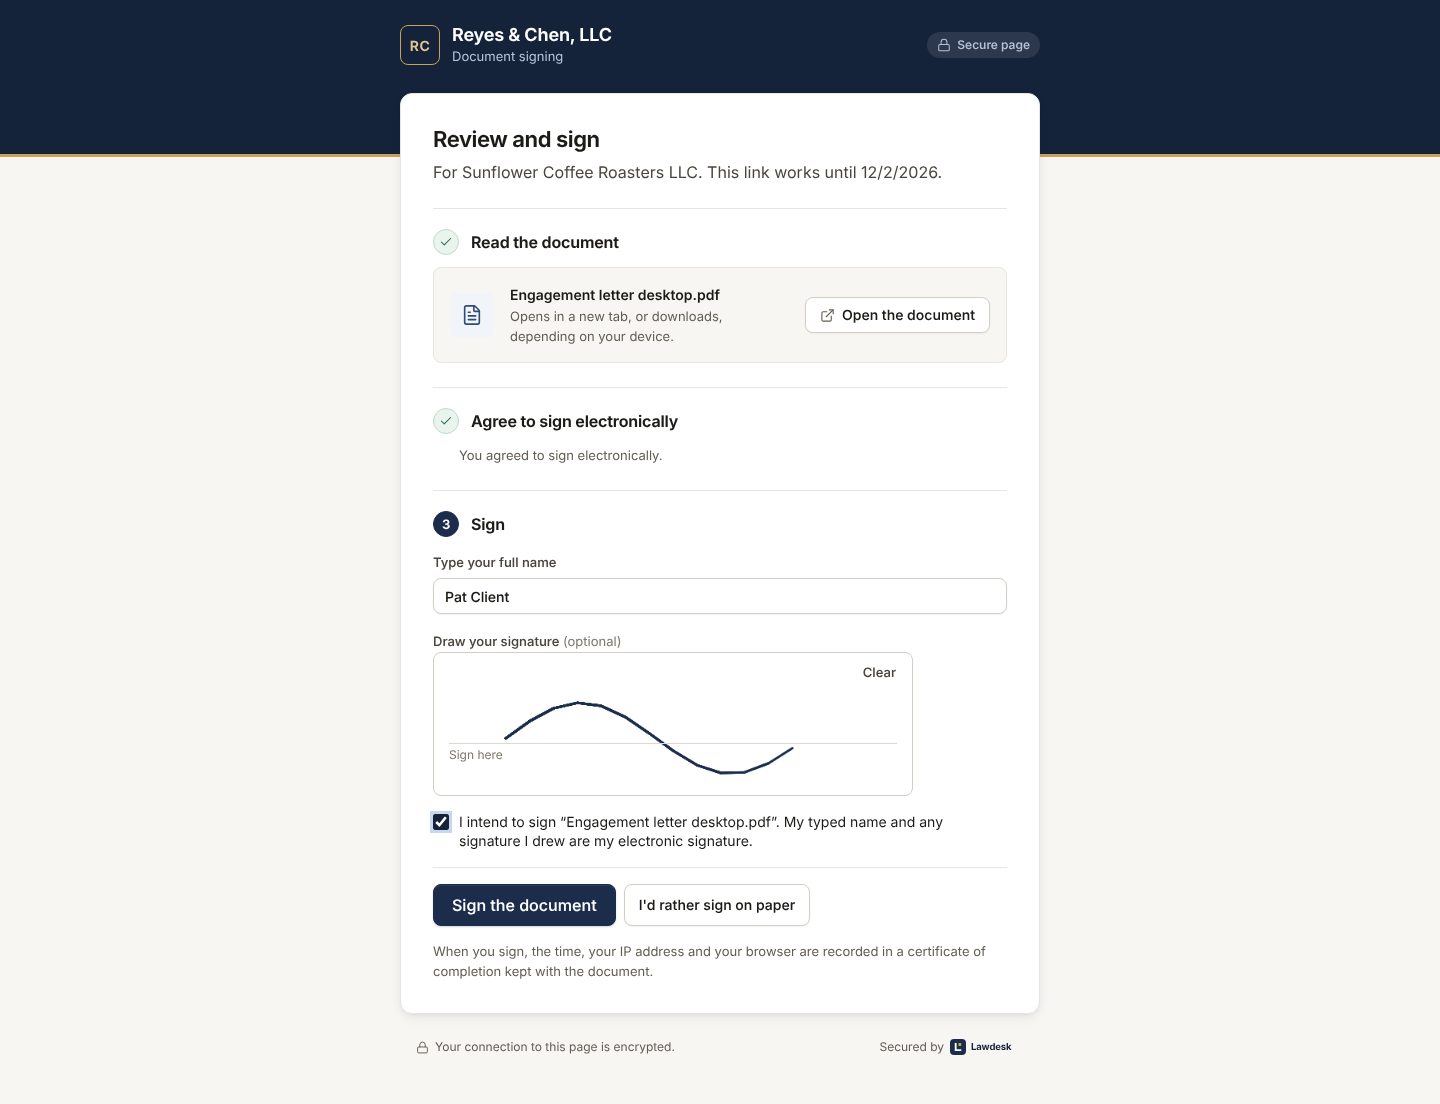 RC
Reyes & Chen, LLC
Document signing
Secure page
Review and sign
For Sunflower Coffee Roasters LLC. This link works until 12/2/2026.
Read the document
Engagement letter desktop.pdf
Opens in a new tab, or downloads,
depending on your device.
Open the document
Agree to sign electronically
You agreed to sign electronically.
3
Sign
Type your full name
Pat Client
Draw your signature (optional)
Clear
Sign here
I intend to sign “Engagement letter desktop.pdf”. My typed name and any
signature I drew are my electronic signature.
Sign the document
I'd rather sign on paper
When you sign, the time, your IP address and your browser are recorded in a certificate of
completion kept with the document.
Your connection to this page is encrypted.
Secured by L Lawdesk